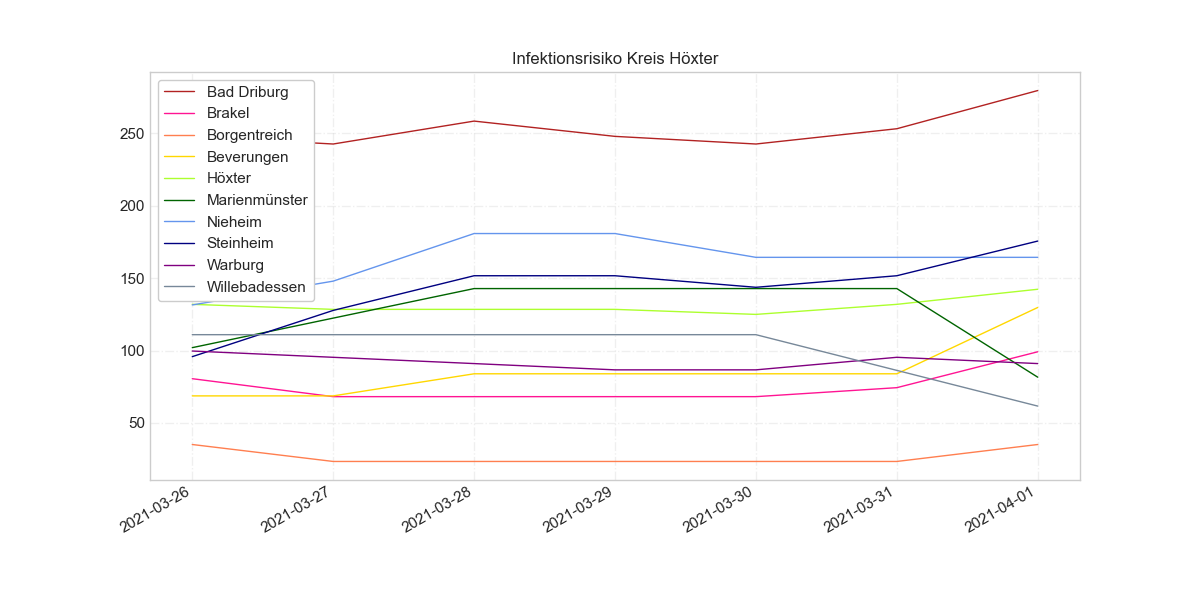 Infektionsrisiko Kreis Höxter
Bad Driburg
Brakel
Borgentreich
Beverungen
Höxter
Marienmünster
Nieheim
Steinheim
Warburg
Willebadessen
250
200
150
100
50
2021-03-26
2021-03-27
2021-03-28
2021-03-29
2021-03-30
2021-03-31
2021-04-01